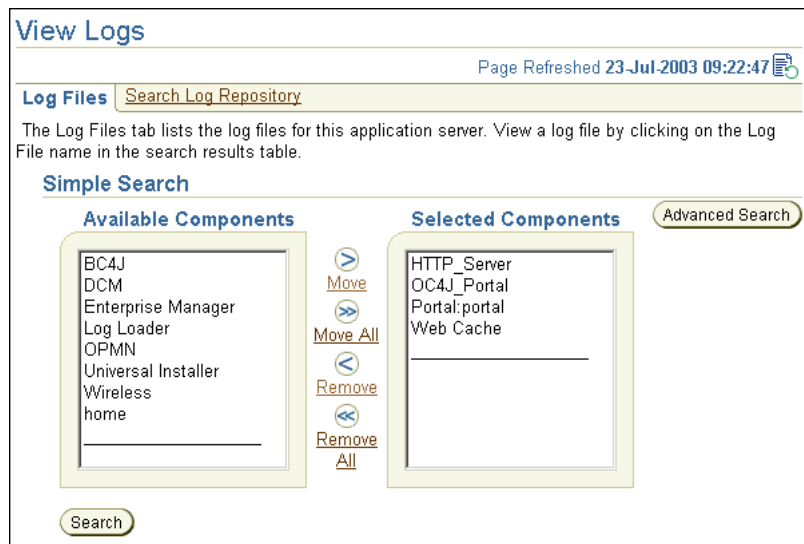 View Logs
Page Refreshed 23-Jul-2003 09:22:47
Log Files Search Log Repository
The Log Files tab lists the log files for this application server. View a log file by clicking on the Log
File name in the search results table.
Simple Search
Advanced Search
Available Components
BC4J
DCM
Enterprise Manager
Log Loader
OPMN
Universal Installer
Wireless
home
>
Move
>>
Move All
<
Remove
<<
Remove
All
Selected Components
HTTP_Server
OC4J_Portal
Portal:portal
Web Cache
Search